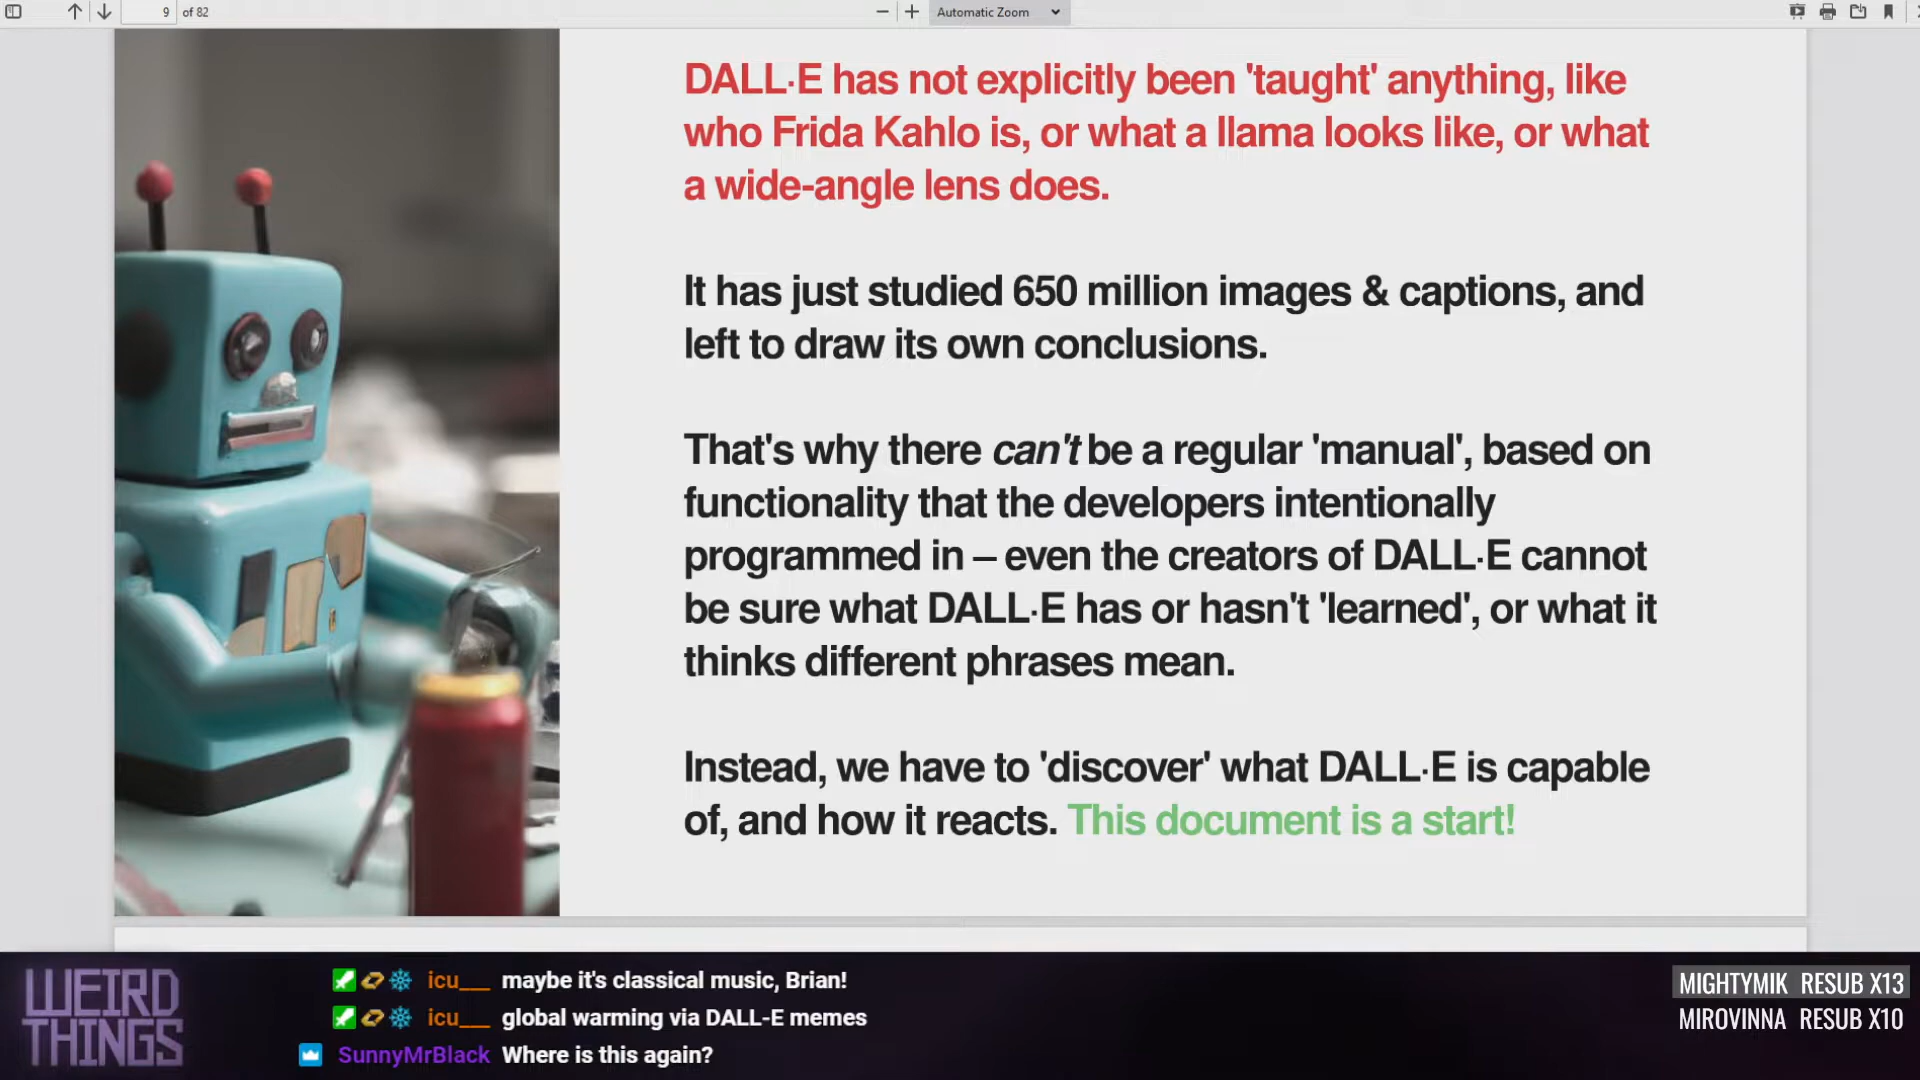 9 of 82
Automatic Zoom
DALL·E has not explicitly been 'taught' anything, like
who Frida Kahlo is, or what a llama looks like, or what
a wide-angle lens does.
It has just studied 650 million images & captions, and
left to draw its own conclusions.
That's why there can't be a regular 'manual', based on
functionality that the developers intentionally
programmed in – even the creators of DALL·E cannot
be sure what DALL·E has or hasn't 'learned', or what it
thinks different phrases mean.
Instead, we have to 'discover' what DALL·E is capable
of, and how it reacts. This document is a start!
WEIRD
THINGS
icu___ maybe it's classical music, Brian!
icu___ global warming via DALL-E memes
SunnyMrBlack Where is this again?
MIGHTYMIK RESUB X13
MIROVINNA RESUB X10